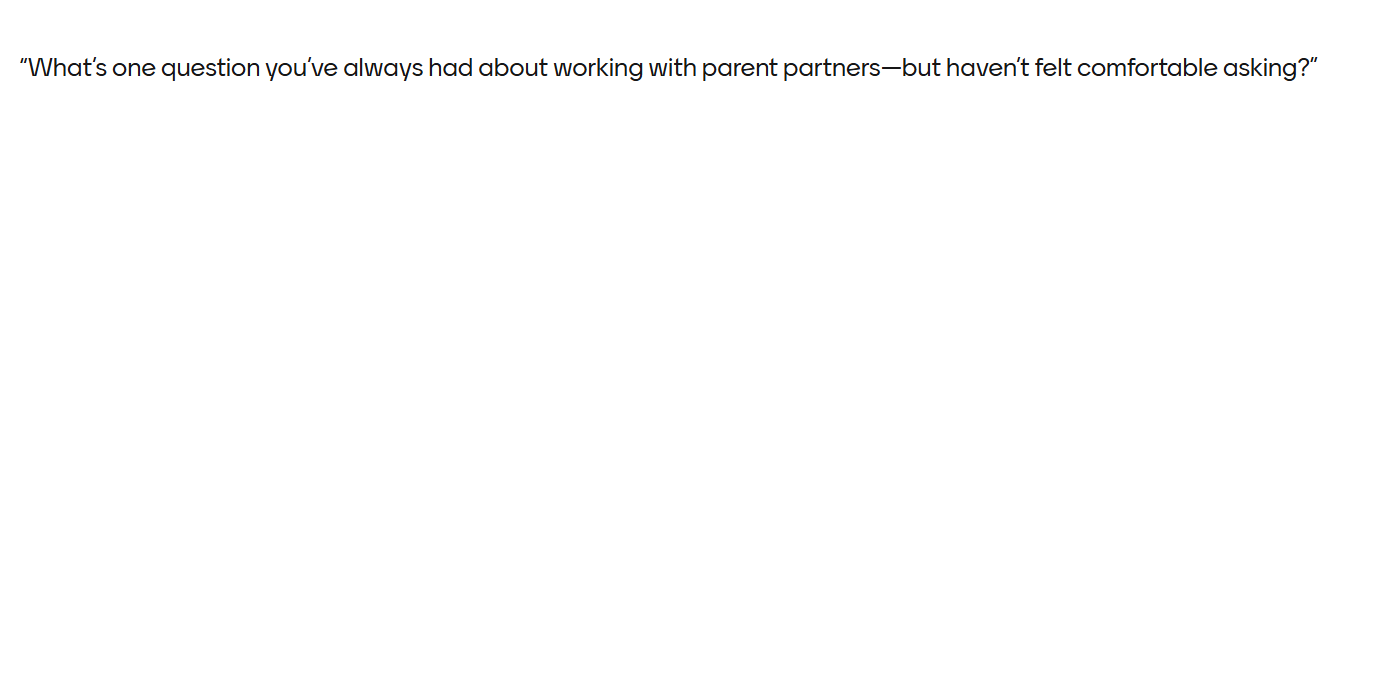 "What's one question you've always had about working with parent partners—but haven't felt comfortable asking?"